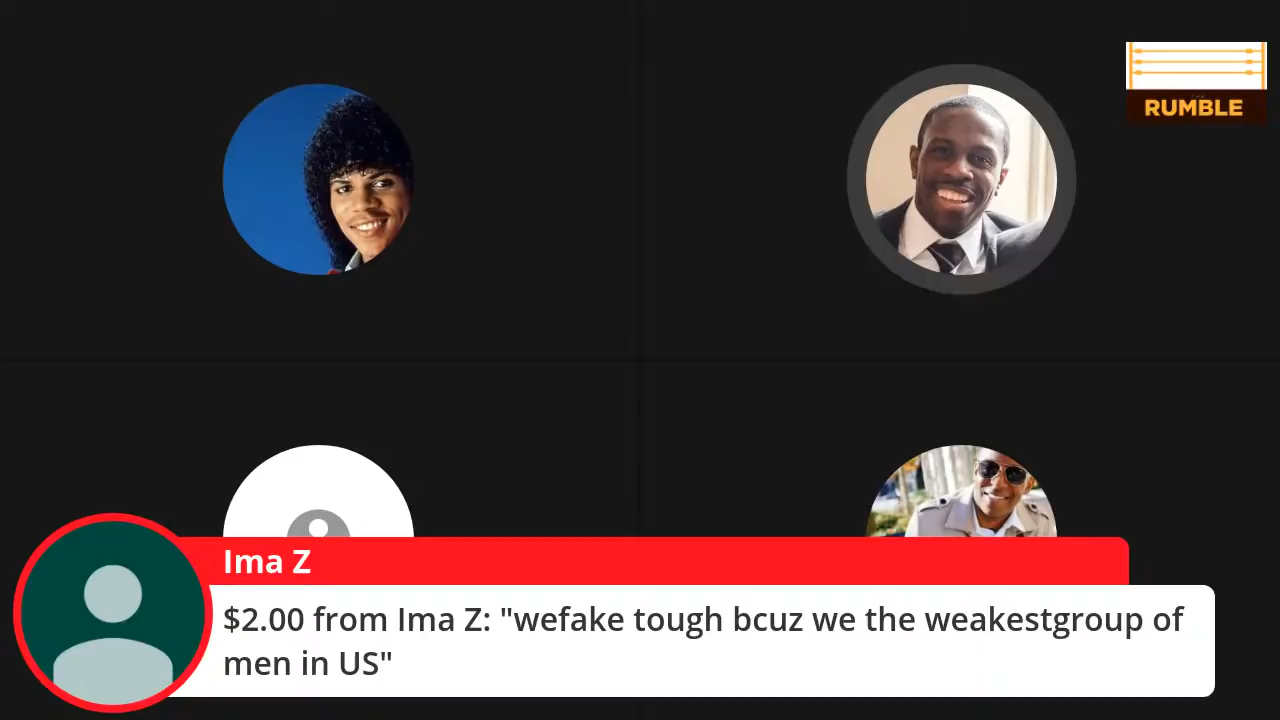 RUMBLE
Ima Z
$2.00 from Ima Z: "wefake tough bcuz we the weakestgroup of
men in US"